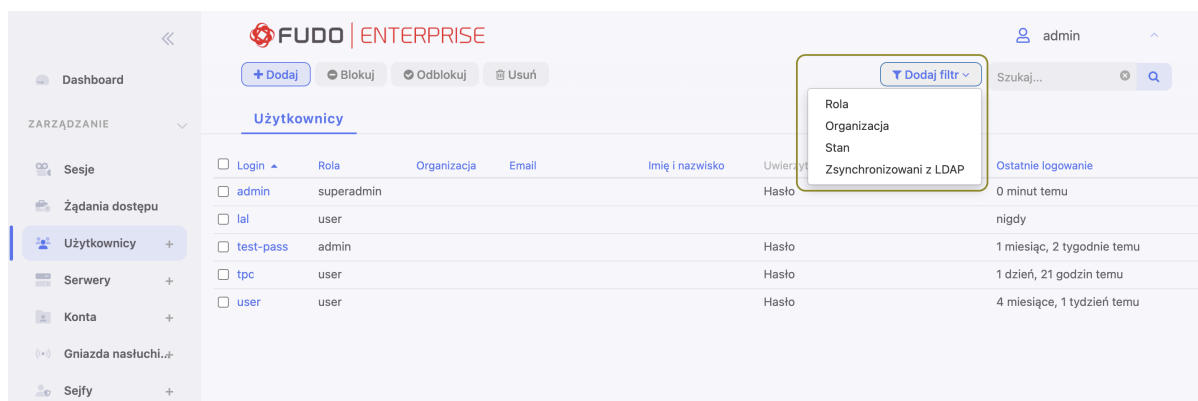 FUDO ENTERPRISE
admin
Dashboard
Dodaj
Blokuj
Odblokuj
Usuń
Dodaj filtr
Szukaj...
Rola
Organizacja
Stan
Zsynchronizowani z LDAP
ZARZĄDZANIE
Użytkownicy
Login Rola Organizacja Email Imię i nazwisko Ostatnie logowanie
admin superadmin Hasło 0 minut temu
lal user nigdy
test-pass admin Hasło 1 miesiąc, 2 tygodnie temu
tpc user Hasło 1 dzień, 21 godzin temu
user user Hasło 4 miesiące, 1 tydzień temu
Sesje
Żądania dostępu
Użytkownicy +
Serwery +
Konta +
Gniazda nasłuchi..+
Sejfy +